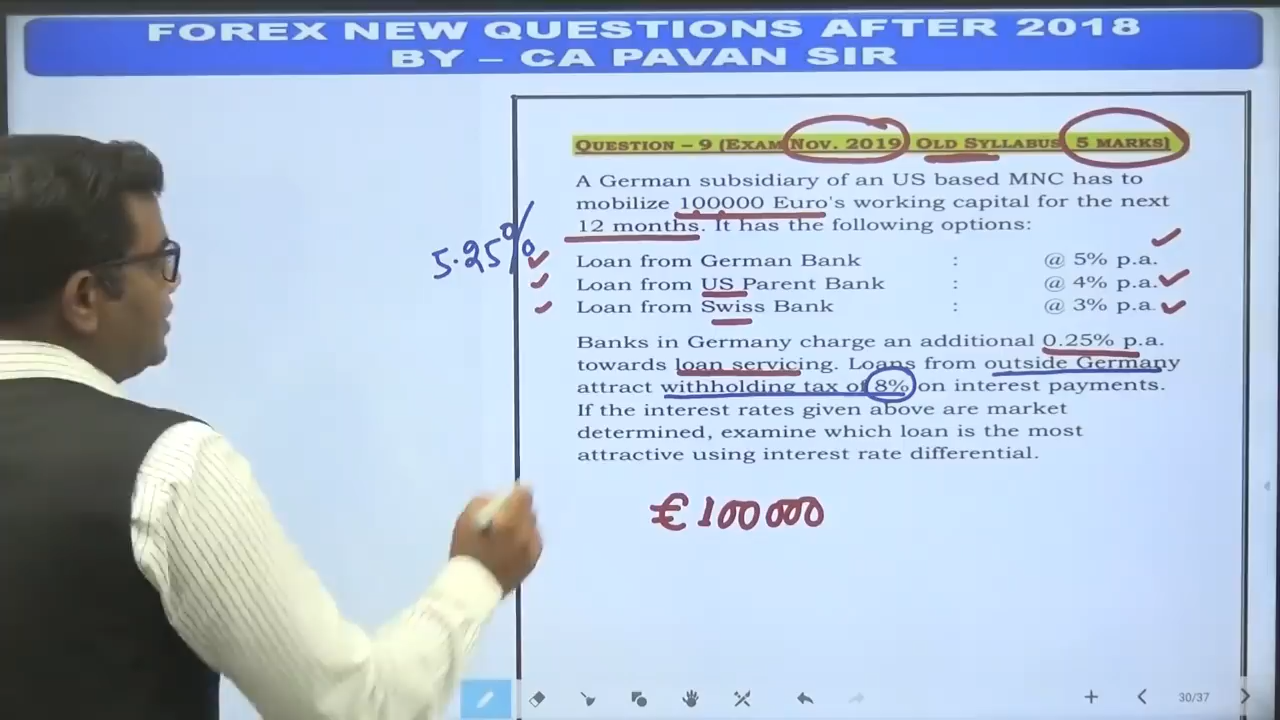 FOREX NEW QUESTIONS AFTER 2018
BY – CA PAVAN SIR
QUESTION – 9 (EXAM NOV. 2019 OLD SYLLABUS 5 MARKS)
A German subsidiary of an US based MNC has to
mobilize 100000 Euro's working capital for the next
12 months. It has the following options:
5.25%
Loan from German Bank : @ 5% p.a.
Loan from US Parent Bank : @ 4% p.a.
Loan from Swiss Bank : @ 3% p.a.
Banks in Germany charge an additional 0.25% p.a.
towards loan servicing. Loans from outside Germany
attract withholding tax of 8% on interest payments.
If the interest rates given above are market
determined, examine which loan is the most
attractive using interest rate differential.
€100000
30/37